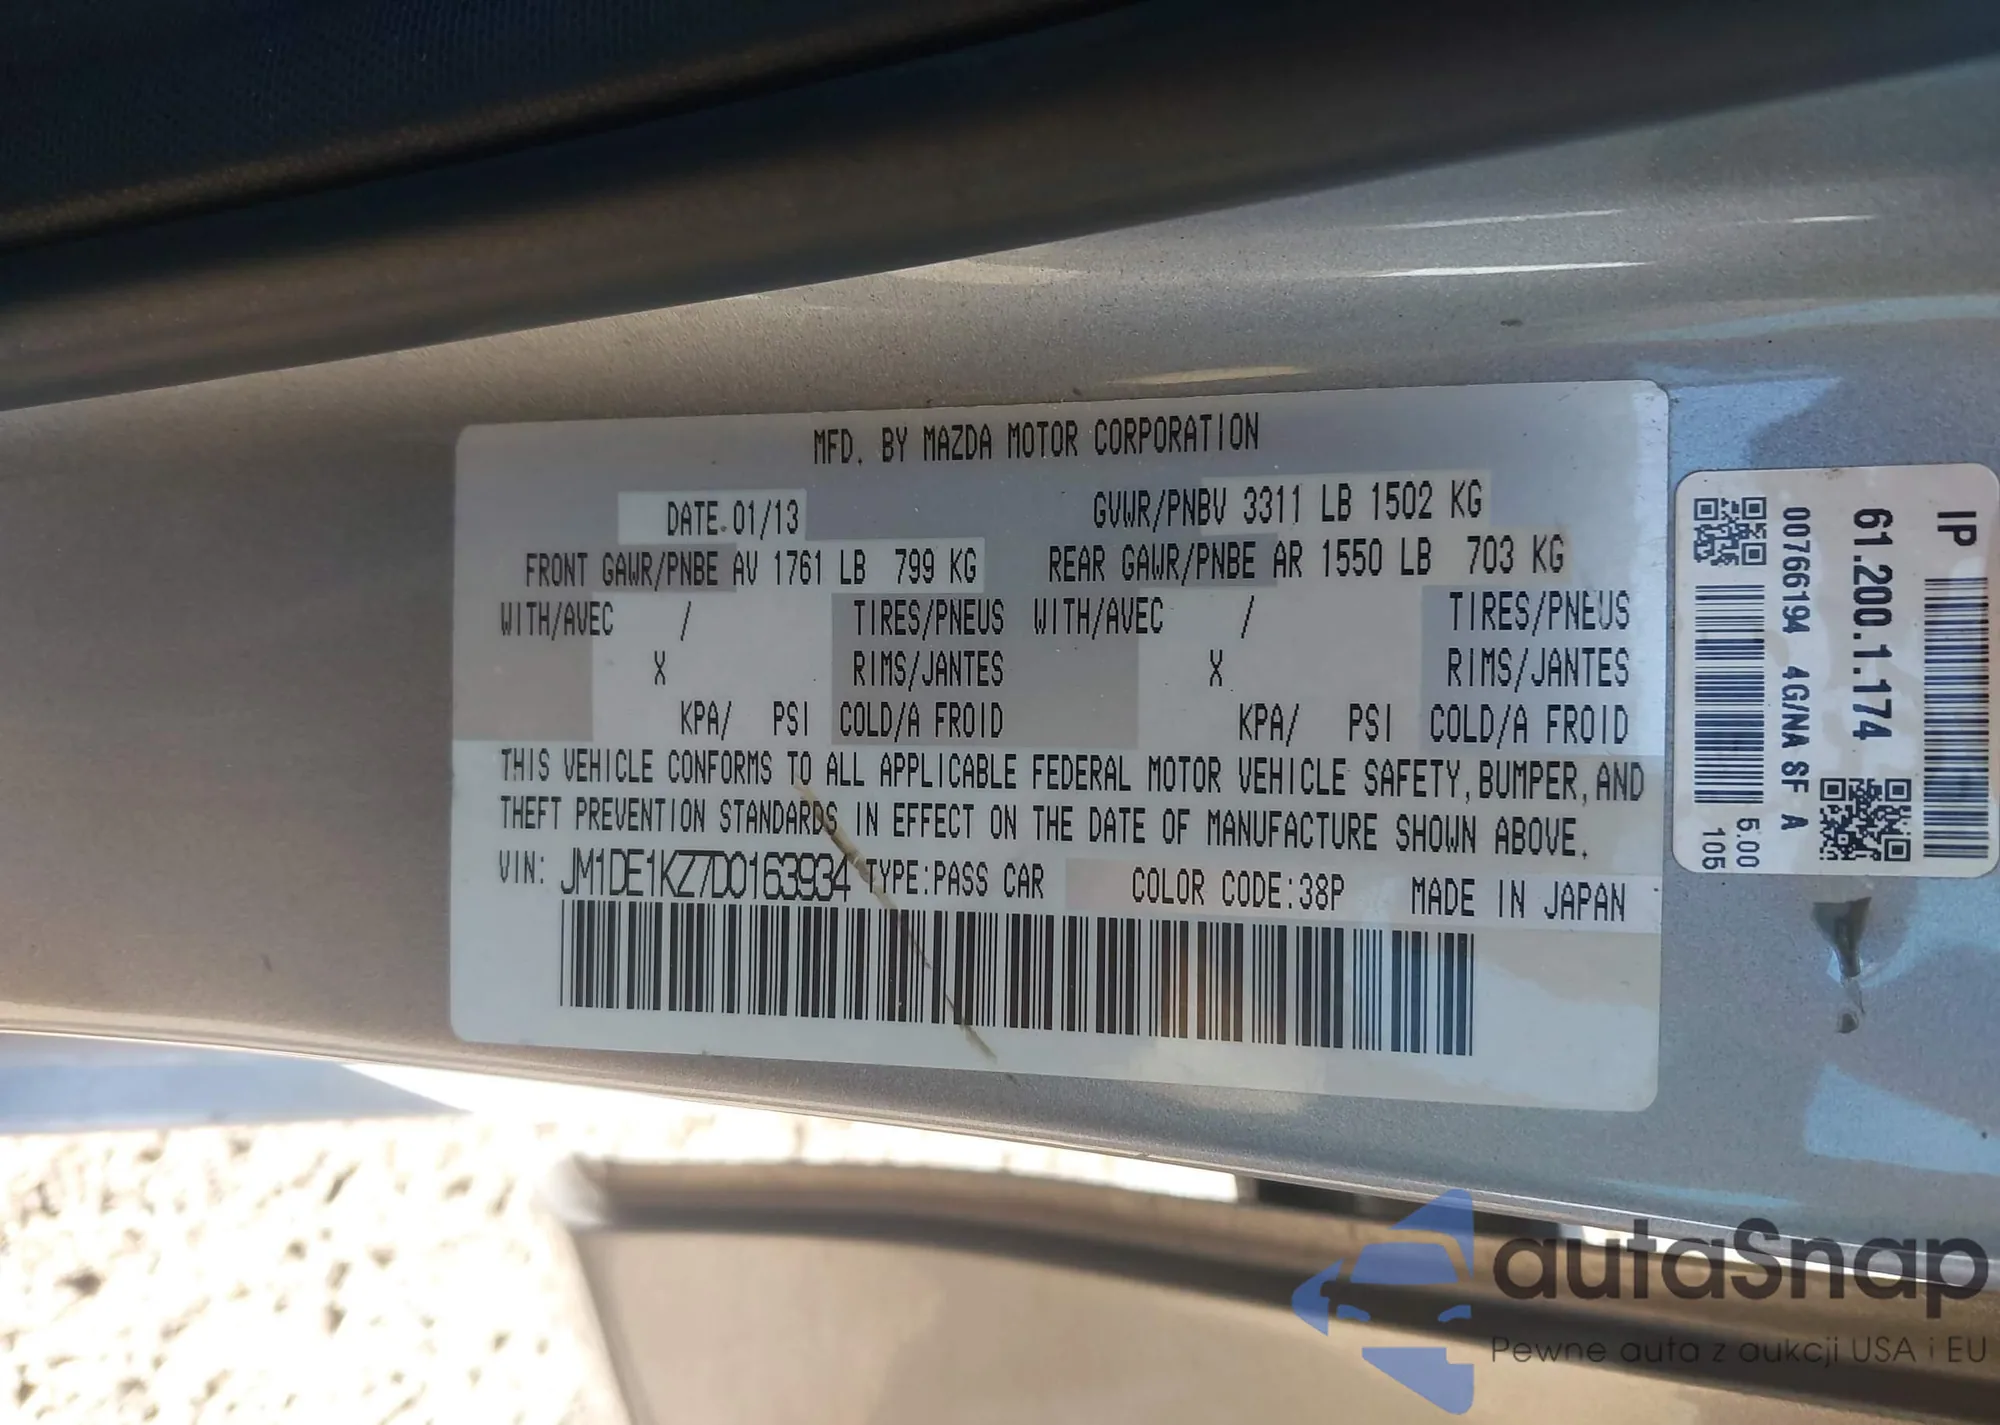 MFD. BY MAZDA MOTOR CORPORATION
DATE.01/13 GVWR/PNBV 3311 LB 1502 KG
FRONT GAWR/PNBE AV 1761 LB 799 KG REAR GAWR/PNBE AR 1550 LB 703 KG
WITH/AVEC / TIRES/PNEUS WITH/AVEC / TIRES/PNEUS
X RIMS/JANTES X RIMS/JANTES
KPA/ PSI COLD/A FROID KPA/ PSI COLD/A FROID
THIS VEHICLE CONFORMS TO ALL APPLICABLE FEDERAL MOTOR VEHICLE SAFETY, BUMPER, AND
THEFT PREVENTION STANDARDS IN EFFECT ON THE DATE OF MANUFACTURE SHOWN ABOVE.
VIN: JM1DE1KZ7D0163934 TYPE:PASS CAR COLOR CODE:38P MADE IN JAPAN
IP
61.200.1.174
00766194 4G/NA SF A
5.00
105
autaSnap
Pewne auta z aukcji USA i EU